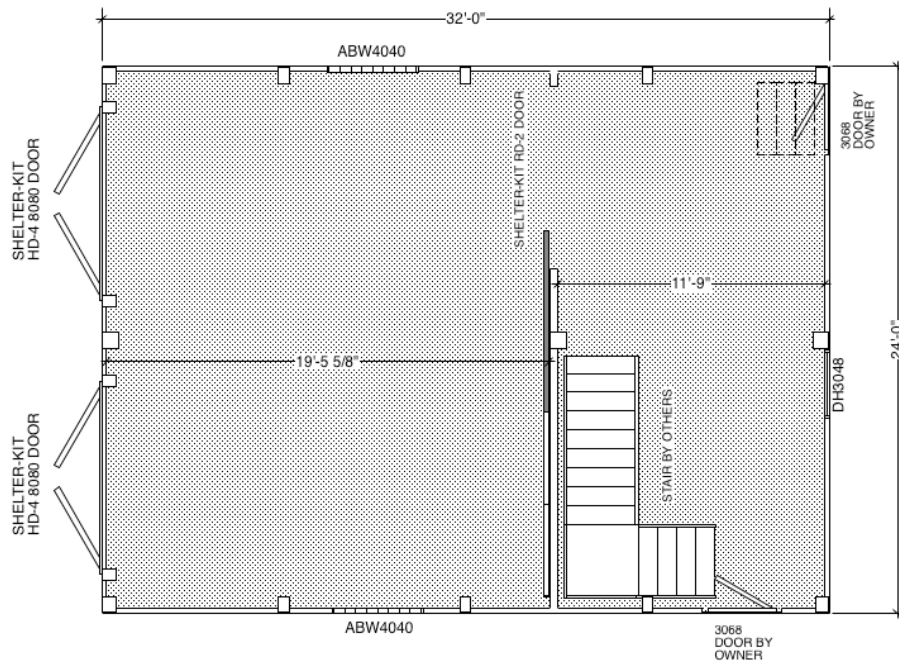 32'-0"
ABW4040
SHELTER-KIT
HD-4 8080 DOOR
SHELTER-KIT RD-2 DOOR
3068
DOOR BY
OWNER
11'-9"
19'-5 5/8"
24'-0"
DH3048
SHELTER-KIT
HD-4 8080 DOOR
STAIR BY OTHERS
ABW4040
3068
DOOR BY
OWNER